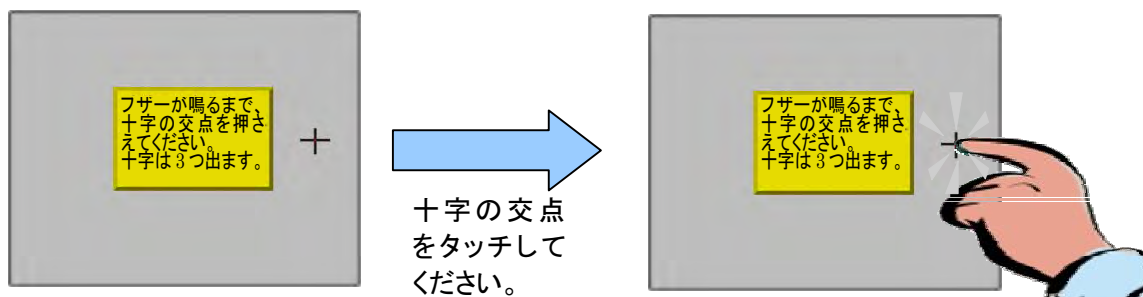 フザーが鳴るまで、
十字の交点を押さ
えてください。
十字は3つ出ます。
十字の交点
をタッチして
ください。
フザーが鳴るまで、
十字の交点を押さ
えてください。
十字は3つ出ます。